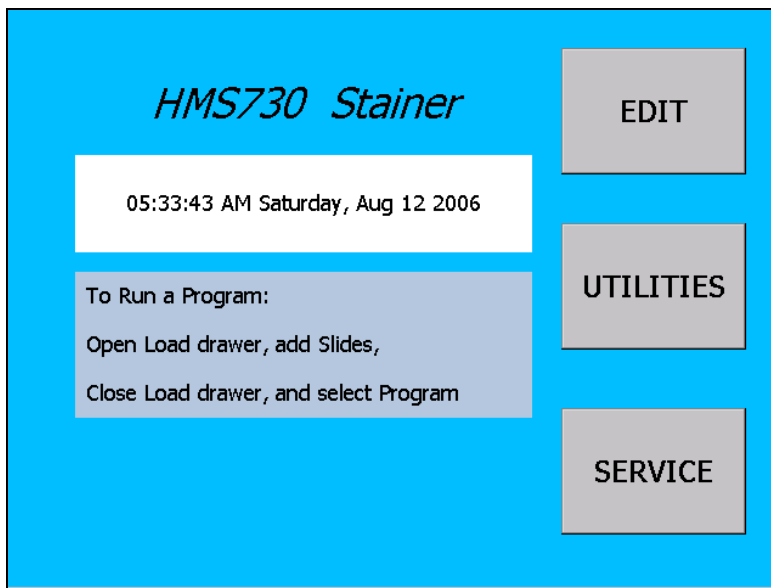 HMS730 Stainer
05:33:43 AM Saturday, Aug 12 2006
To Run a Program:
Open Load drawer, add Slides,
Close Load drawer, and select Program
EDIT
UTILITIES
SERVICE